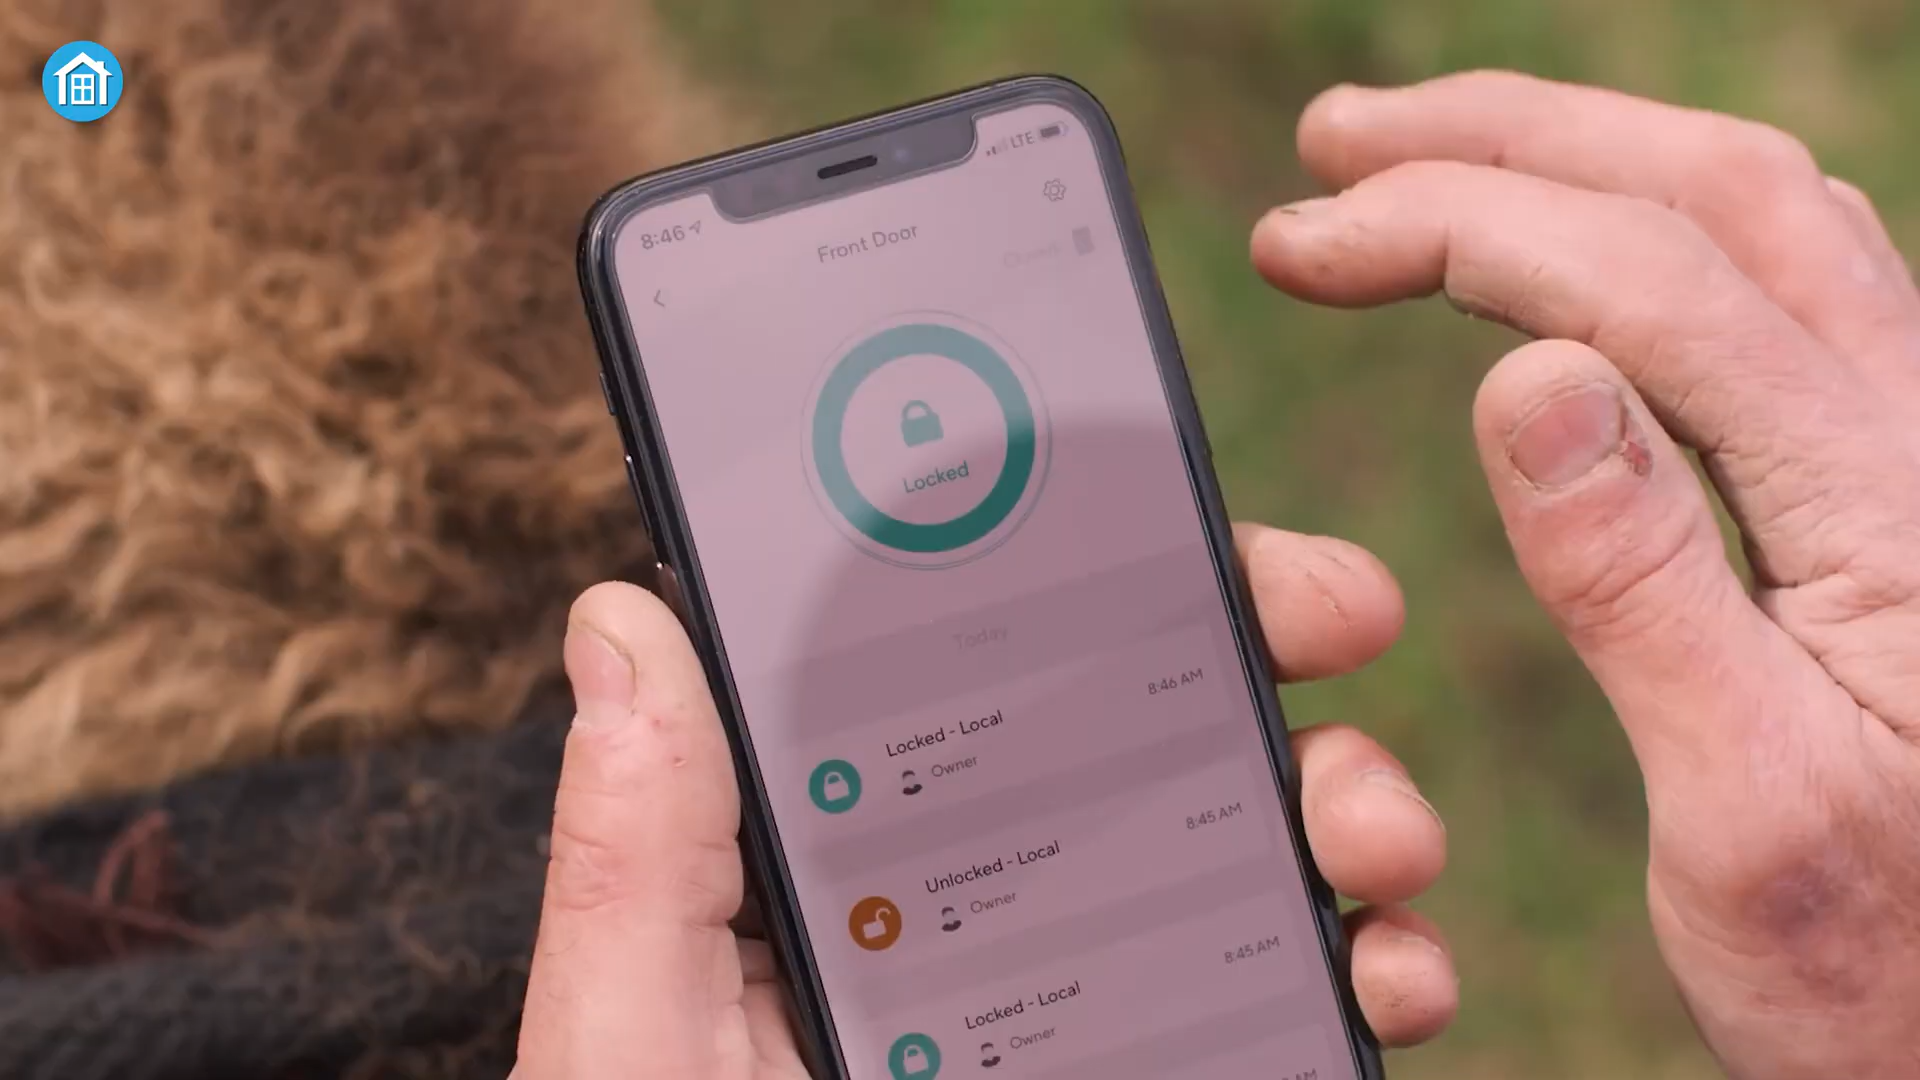 8:46
LTE
Front Door
Locked
Today
Locked - Local
8:46 AM
Owner
Unlocked - Local
8:45 AM
Owner
Locked - Local
8:45 AM
Owner
AM